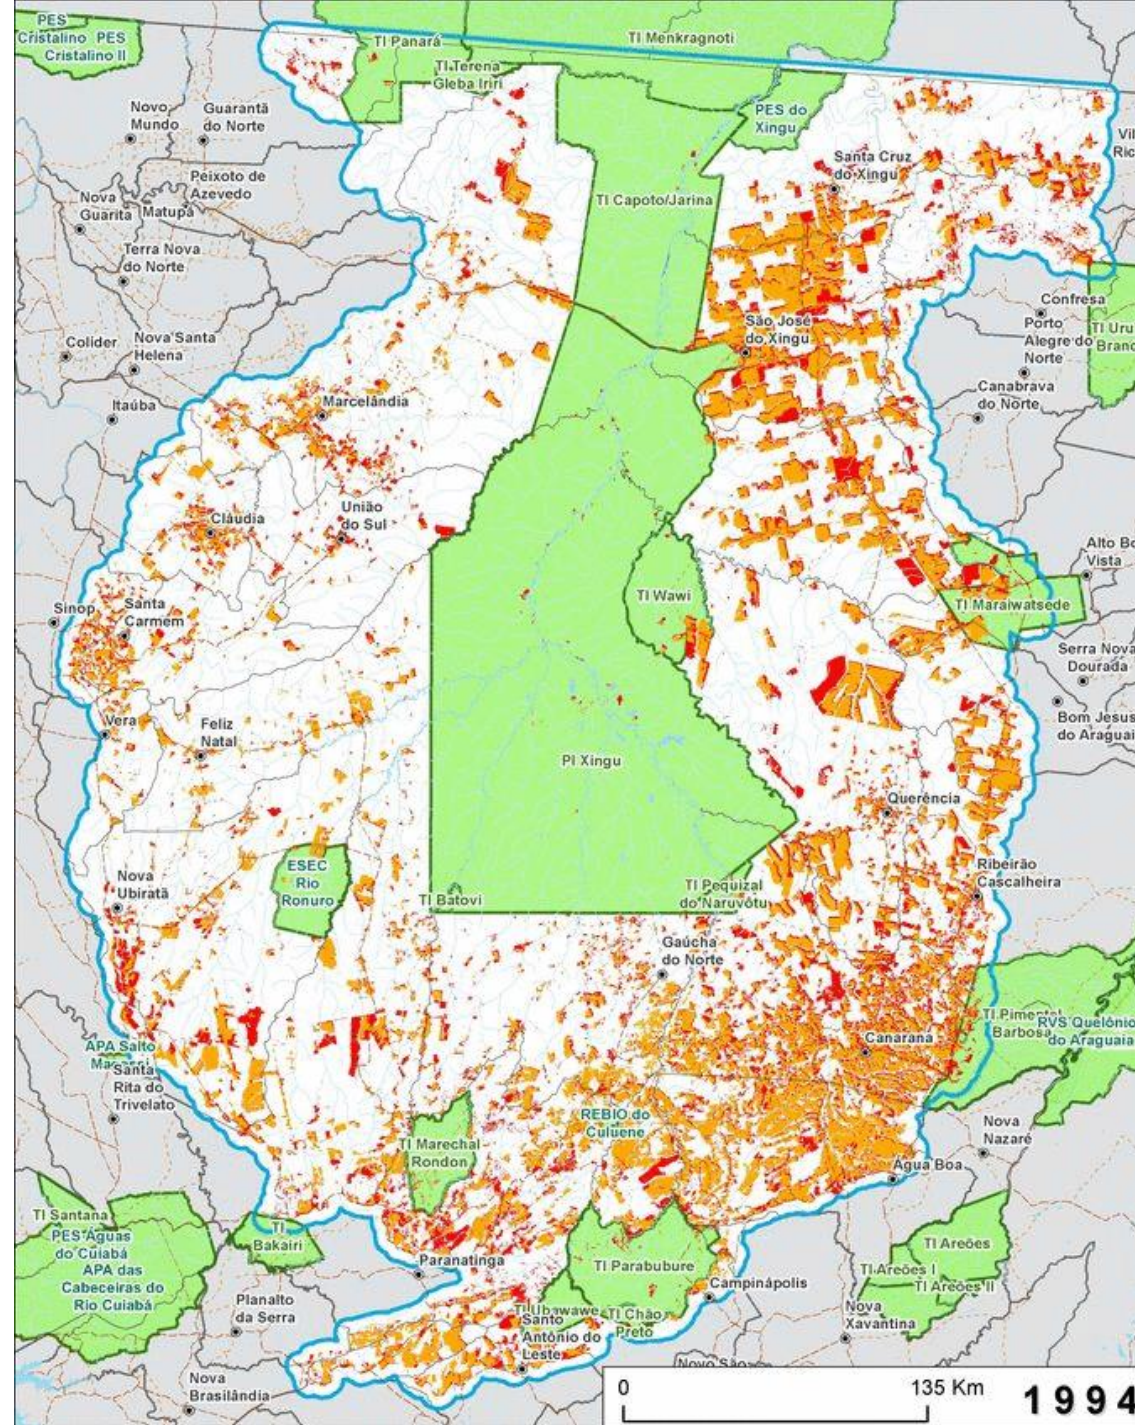 PES
Cristalino PES
Cristalino II
TI Panará
TI Menkragnoti
TI Terena
Gleba Iriri
Novo
Mundo
Guarantã
do Norte
PES do
Xingu
Santa Cruz
do Xingu
Peixoto de
Azevedo
Nova
Guarita
Matupá
TI Capoto/Jarina
Terra Nova
do Norte
Confresa
São José
do Xingu
Porto
Alegre do
Norte
TI Uru
Branc
Colíder
Nova Santa
Helena
Canabrava
do Norte
Itaúba
Marcelândia
Cláudia
União
do Sul
Alto Bo
Vista
TI Wawi
TI Maraiwatsede
Sinop
Santa
Carmem
Serra Nova
Dourada
Vera
Feliz
Natal
Bom Jesus
do Araguai
PI Xingu
Querência
ESEC
Rio
Ronuro
Nova
Ubiratã
Ribeirão
Cascalheira
TI Batovi
TI Pequizal
do Naruvôtu
Gaúcha
do Norte
TI Pimentel
Barbosa
RVS Quelônio
do Araguaia
Canarana
APA Salto
Santa
Rita do
Trivelato
REBIO do
Culuene
TI Marechal
Rondon
Nova
Nazaré
Água Boa
TI Santana
PES Águas
do Cuiabá
APA das
Cabeceiras do
Rio Cuiabá
TI
Bakairi
TI Areões
TI Areões I
TI Areões II
Paranatinga
TI Parabubure
Campinápolis
Planalto
da Serra
TI Ubawawe
TI Chão
Preto
Santo
Antônio do
Leste
Nova
Xavantina
Nova
Brasilândia
0
135 Km
1994